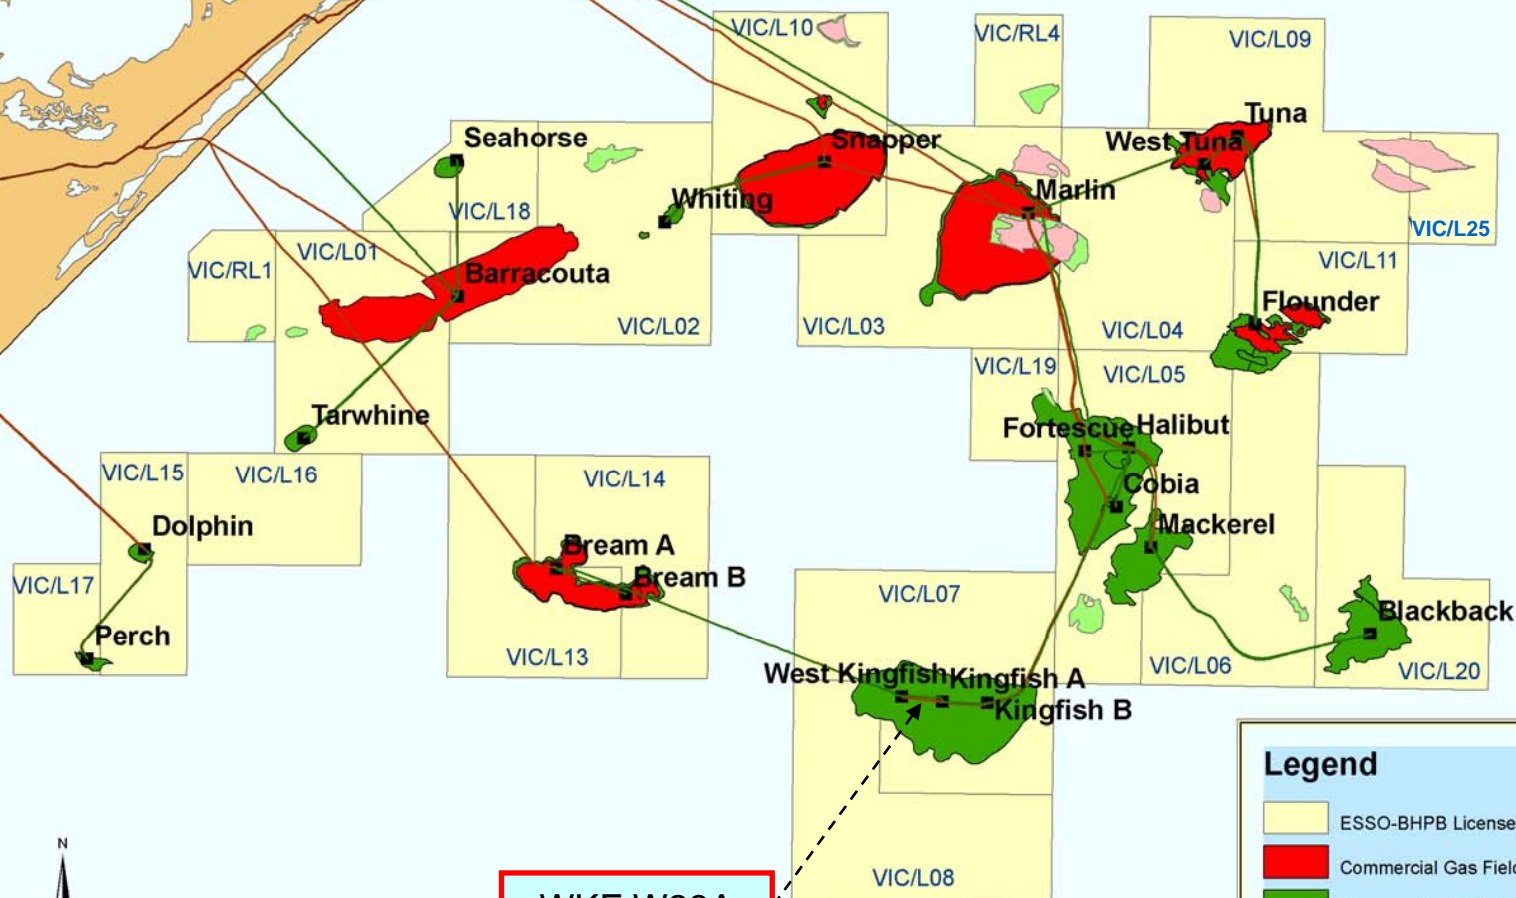 VIC/L10
VIC/RL4
VIC/L09
Tuna
Seahorse
Snapper
West Tuna
Whiting
Marlin
VIC/L18
VIC/L25
VIC/L01
VIC/RL1
Barracouta
VIC/L11
Flounder
VIC/L02
VIC/L03
VIC/L04
VIC/L19
VIC/L05
Tarwhine
Fortescue
Halibut
VIC/L15
VIC/L16
VIC/L14
Cobia
Dolphin
Mackerel
Bream A
Bream B
VIC/L17
VIC/L07
Blackback
Perch
VIC/L13
VIC/L06
VIC/L20
West Kingfish
Kingfish A
Kingfish B
Legend
ESSO-BHPB License
Commercial Gas Field
N
VIC/L08